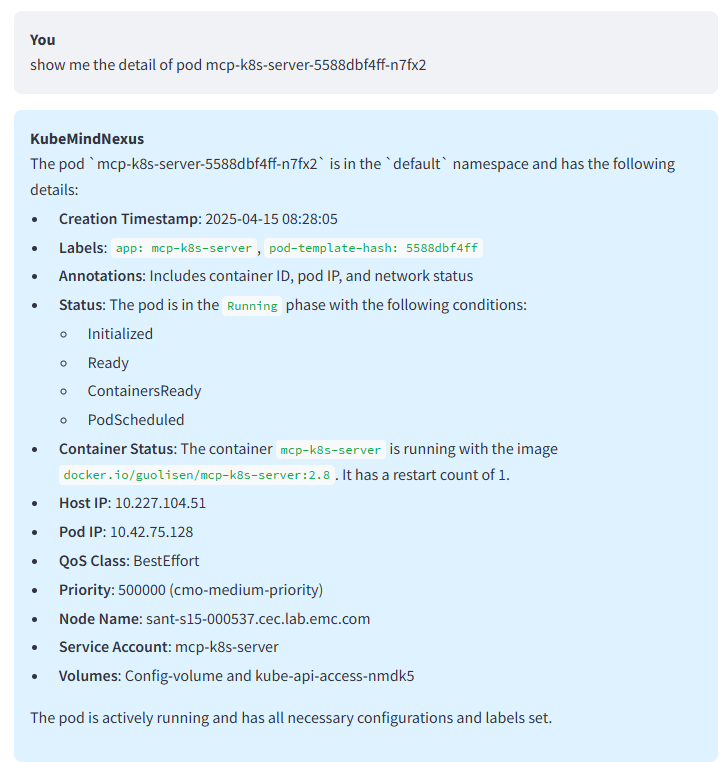 You
show me the detail of pod mcp-k8s-server-5588dbf4ff-n7fx2
KubeMindNexus
The pod `mcp-k8s-server-5588dbf4ff-n7fx2` is in the `default` namespace and has the following
details:
• Creation Timestamp: 2025-04-15 08:28:05
• Labels: app: mcp-k8s-server , pod-template-hash: 5588dbf4ff
• Annotations: Includes container ID, pod IP, and network status
• Status: The pod is in the Running phase with the following conditions:
◦ Initialized
◦ Ready
◦ ContainersReady
◦ PodScheduled
• Container Status: The container mcp-k8s-server is running with the image
docker.io/guolisen/mcp-k8s-server:2.8 . It has a restart count of 1.
• Host IP: 10.227.104.51
• Pod IP: 10.42.75.128
• QoS Class: BestEffort
• Priority: 500000 (cmo-medium-priority)
• Node Name: sant-s15-000537.cec.lab.emc.com
• Service Account: mcp-k8s-server
• Volumes: Config-volume and kube-api-access-nmdk5
The pod is actively running and has all necessary configurations and labels set.